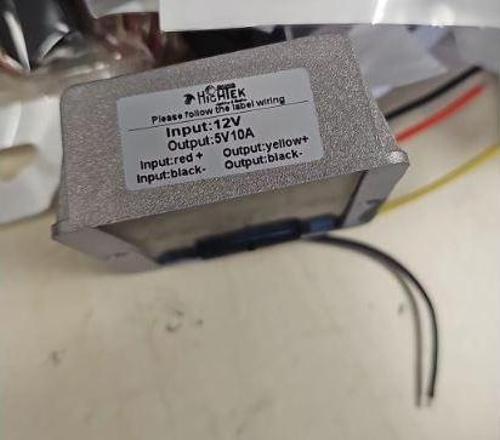 HIGHTEK
Please follow the label wiring
Input:12V
Output:5V10A
Input:red + Output:yellow+
Input:black- Output:black-